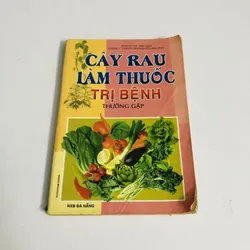 CÂY RAU
LÀM THUỐC
TRỊ BỆNH
THƯỜNG GẶP
NXB ĐÀ NẴNG